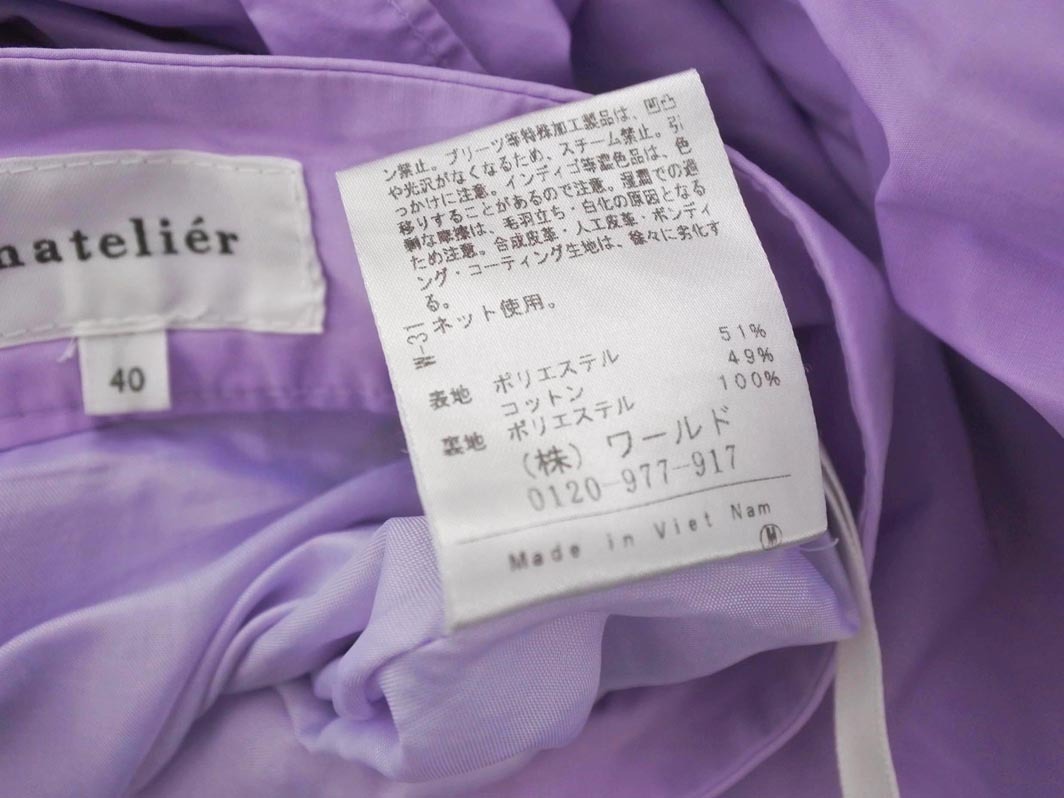 nateliér
40
ン禁止。プリーツ等特殊加工製品は、凹凸
や光沢がなくなるため、スチーム禁止。引
っかけに注意。インディゴ等濃色品は、色
移りすることがあるので注意。湿潤での過
剰な摩擦は、毛羽立ち・白化の原因となる
ため注意。合成皮革・人工皮革・ボンディ
ング・コーティング生地は、徐々に劣化す
る。
W-31
ネット使用。
表地 ポリエステル 51%
コットン 49%
裏地 ポリエステル 100%
(株) ワールド
0120-977-917
Made in Viet Nam
M